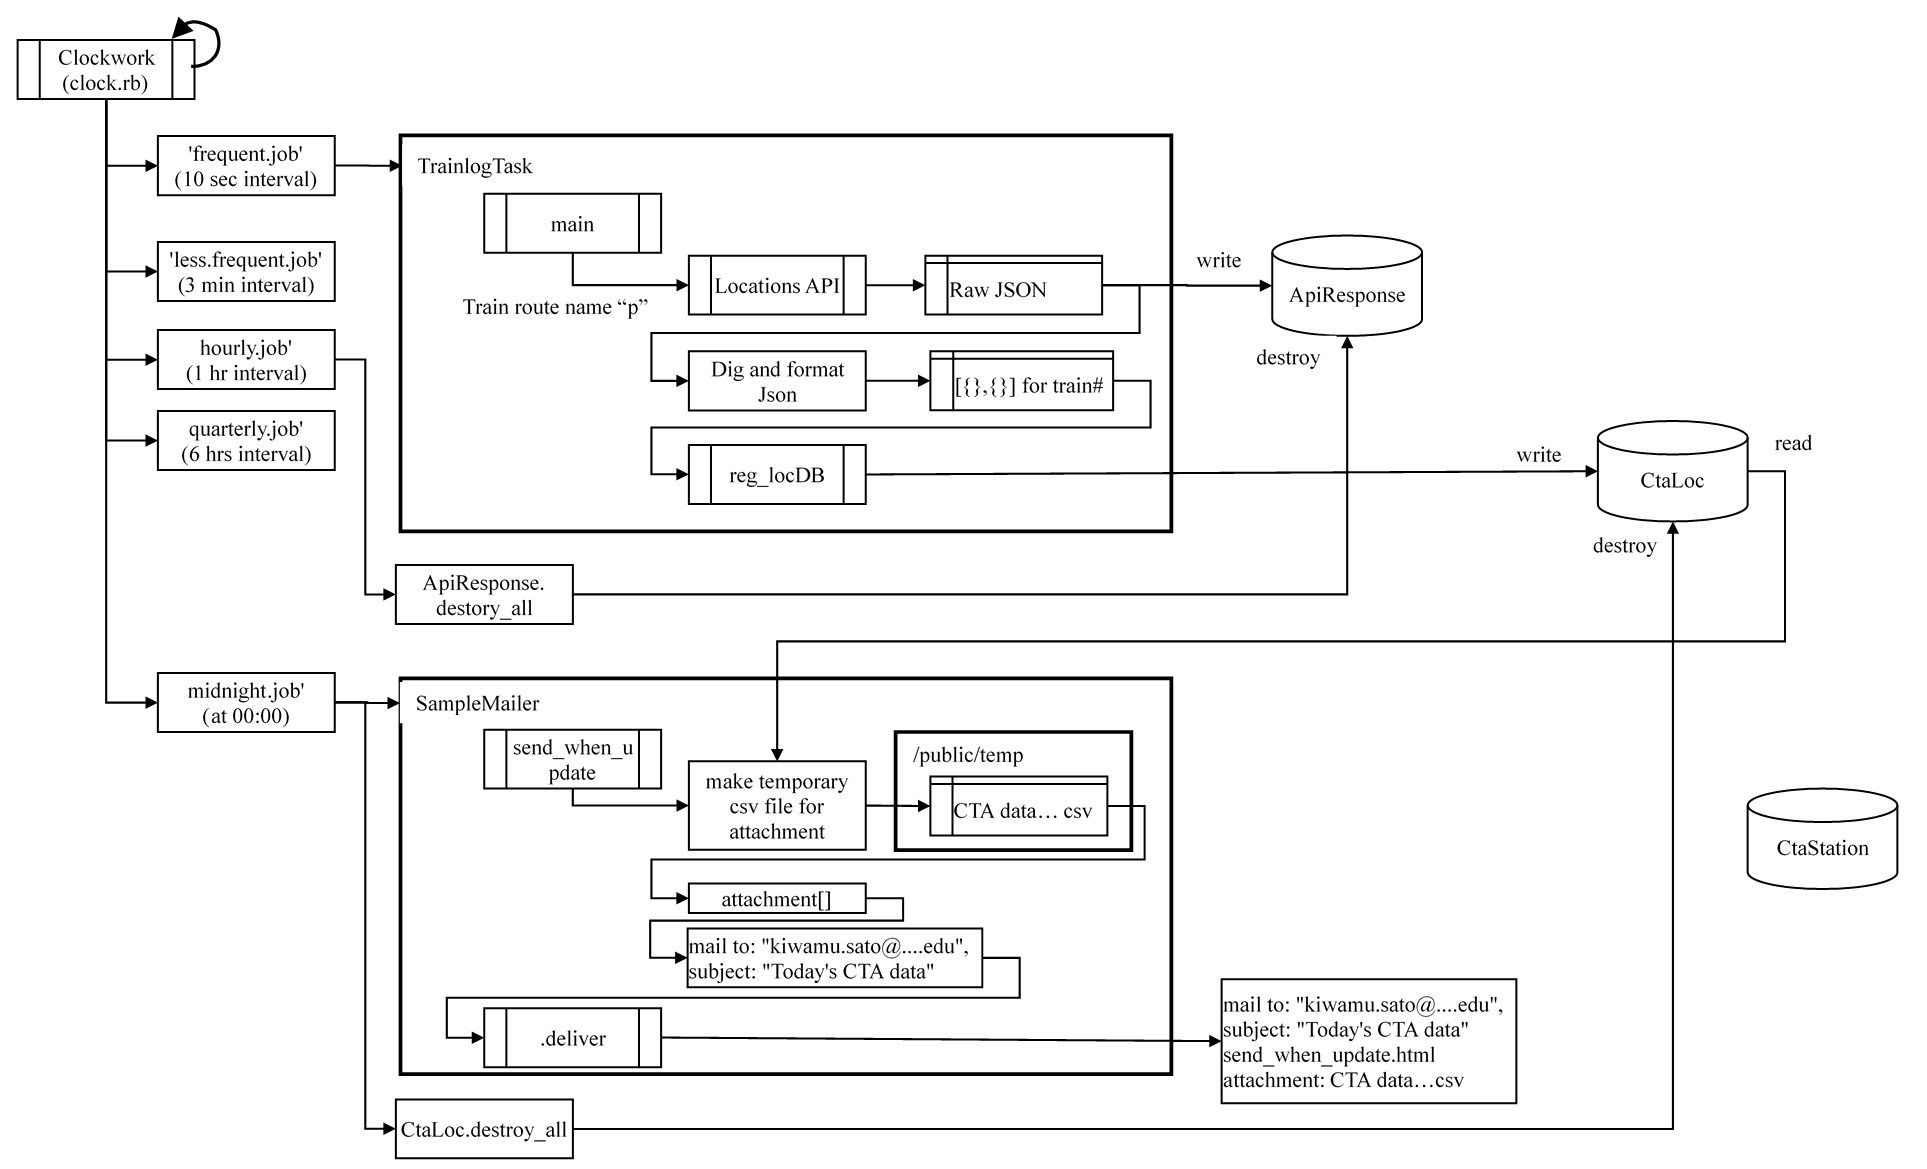 Clockwork
(clock.rb)
'frequent.job'
(10 sec interval)
'less.frequent.job'
(3 min interval)
hourly.job'
(1 hr interval)
quarterly.job'
(6 hrs interval)
TrainlogTask
main
Train route name “p”
Locations API
Raw JSON
write
ApiResponse
destroy
Dig and format
Json
[{},{}] for train#
reg_locDB
write
CtaLoc
read
destroy
ApiResponse.
destory_all
midnight.job'
(at 00:00)
SampleMailer
send_when_u
pdate
make temporary
csv file for
attachment
/public/temp
CTA data… csv
CtaStation
attachment[]
mail to: "kiwamu.sato@....edu",
subject: "Today's CTA data"
.deliver
mail to: "kiwamu.sato@....edu",
subject: "Today's CTA data"
send_when_update.html
attachment: CTA data…csv
CtaLoc.destroy_all